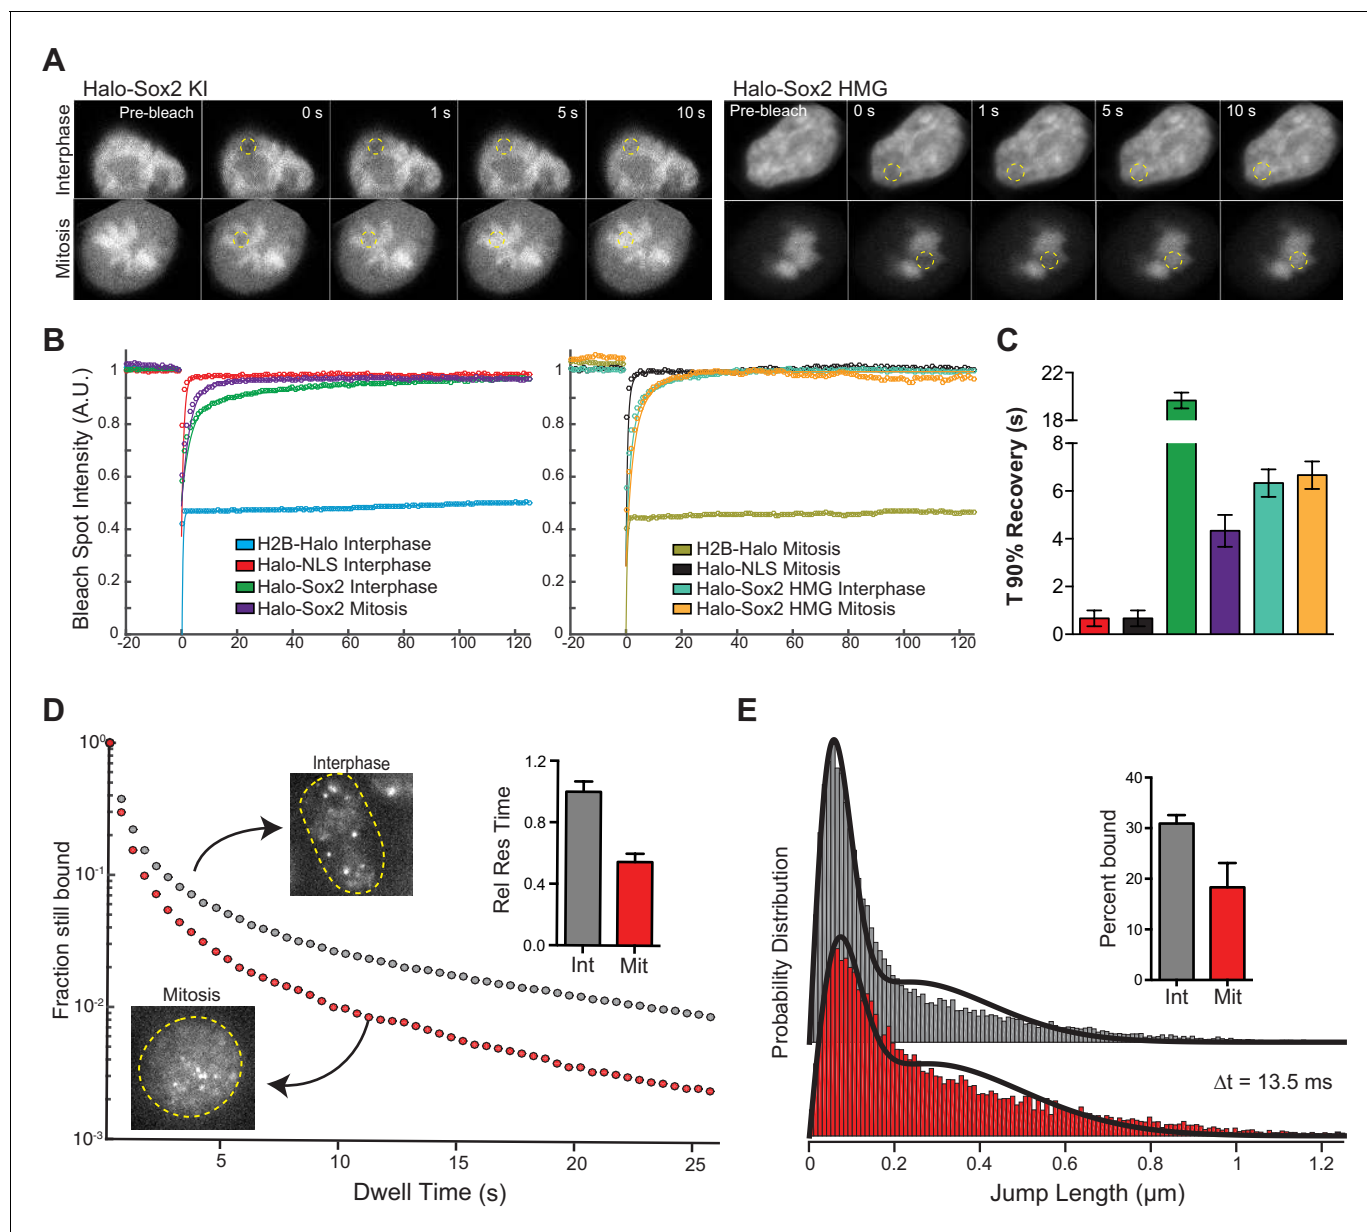 A
Halo-Sox2 KI
Halo-Sox2 HMG
Interphase
Pre-bleach
0 s
1 s
5 s
10 s
Pre-bleach
0 s
1 s
5 s
10 s
Mitosis
B
Bleach Spot Intensity (A.U.)
1
0.8
0.6
0.4
0.2
0
-20
0
20
40
60
80
100
120
H2B-Halo Interphase
Halo-NLS Interphase
Halo-Sox2 Interphase
Halo-Sox2 Mitosis
1
0.8
0.6
0.4
0.2
0
-20
0
20
40
60
80
100
120
H2B-Halo Mitosis
Halo-NLS Mitosis
Halo-Sox2 HMG Interphase
Halo-Sox2 HMG Mitosis
C
T 90% Recovery (s)
22
18
8
6
4
2
0
D
Fraction still bound
10⁰
10⁻¹
10⁻²
10⁻³
5
10
15
20
25
Dwell Time (s)
Interphase
Mitosis
Rel Res Time
1.2
0.8
0.4
0.0
Int
Mit
E
Probability Distribution
0
0.2
0.4
0.6
0.8
1
1.2
Jump Length (µm)
Δt = 13.5 ms
Percent bound
40
30
20
10
0
Int
Mit